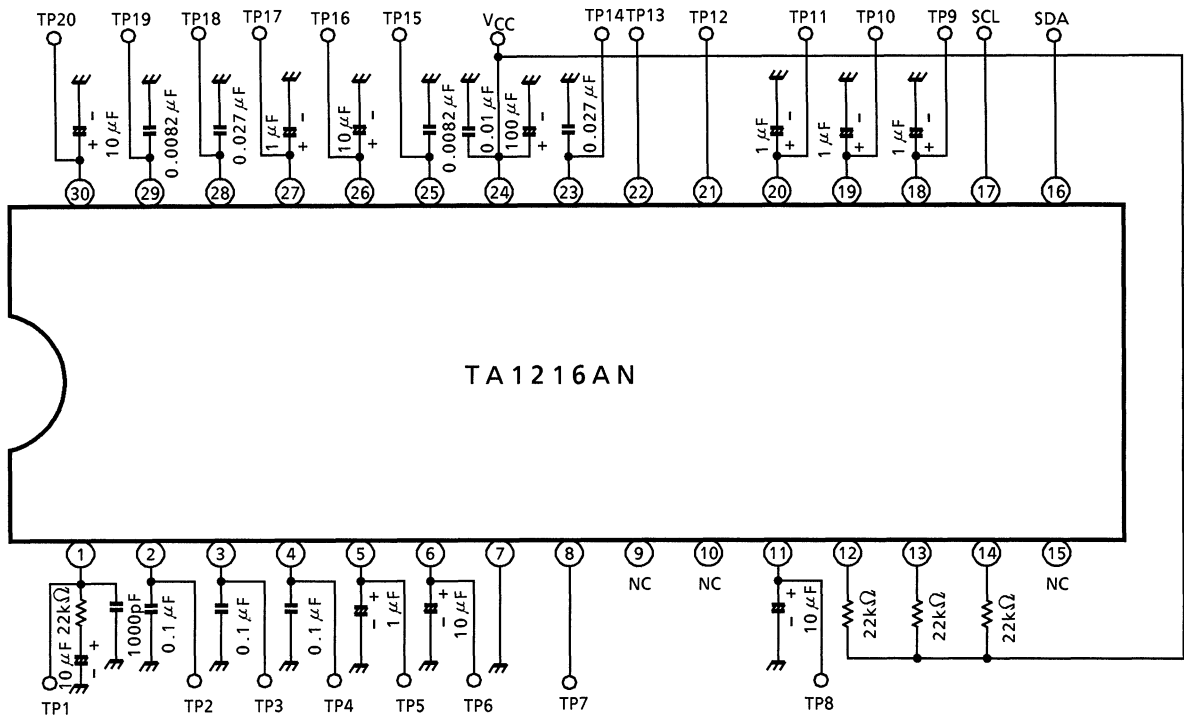 TP20 TP19 TP18 TP17 TP16 TP15 VCC TP14 TP13 TP12 TP11 TP10 TP9 SCL SDA
10 μF 0.0082 μF 0.027 μF 1 μF 10 μF 0.0082 μF 0.01 μF 100 μF 0.027 μF 1 μF 1 μF 1 μF
- - - - - - -
+ + + + + + +
30 29 28 27 26 25 24 23 22 21 20 19 18 17 16
TA1216AN
1 2 3 4 5 6 7 8 9 10 11 12 13 14 15
NC NC NC
10 μF 22kΩ 1000pF 0.1 μF 0.1 μF 0.1 μF 1 μF 10 μF 10 μF 22kΩ 22kΩ 22kΩ
+ + + +
- - - -
TP1 TP2 TP3 TP4 TP5 TP6 TP7 TP8